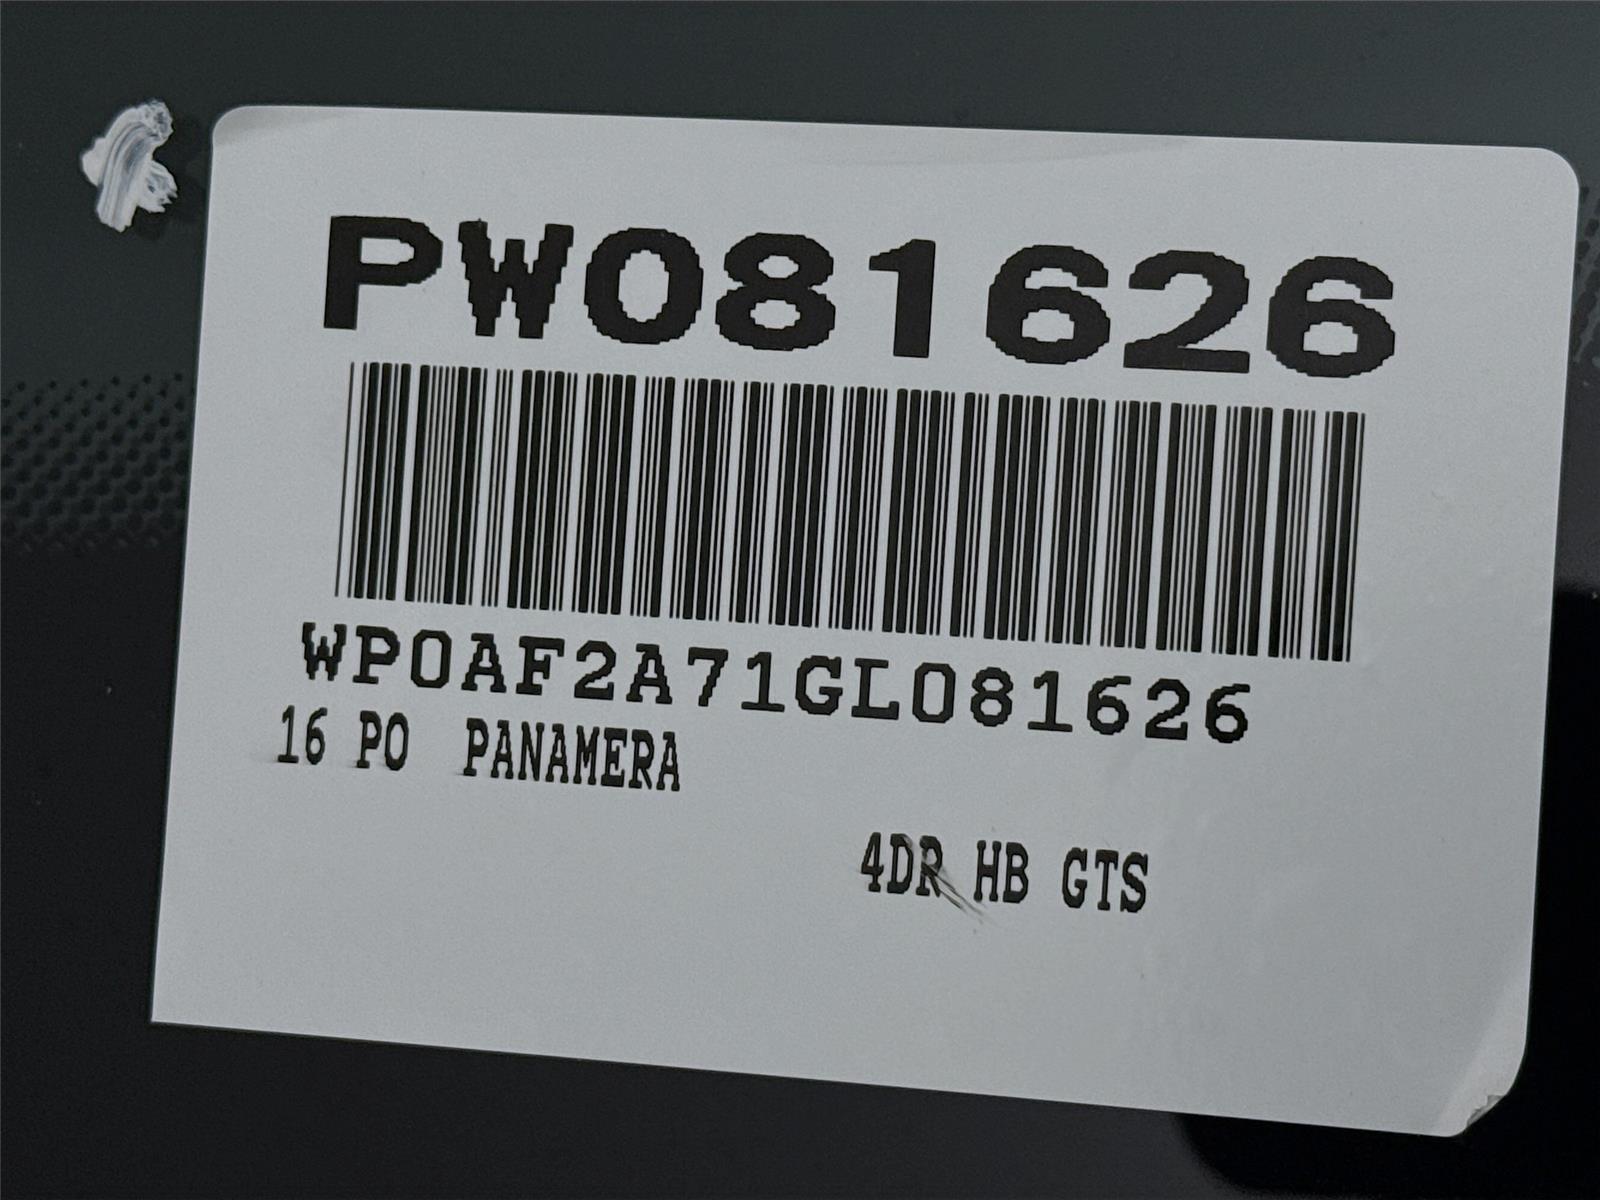 PW081626
WP0AF2A71GL081626
16 PO PANAMERA
4DR HB GTS